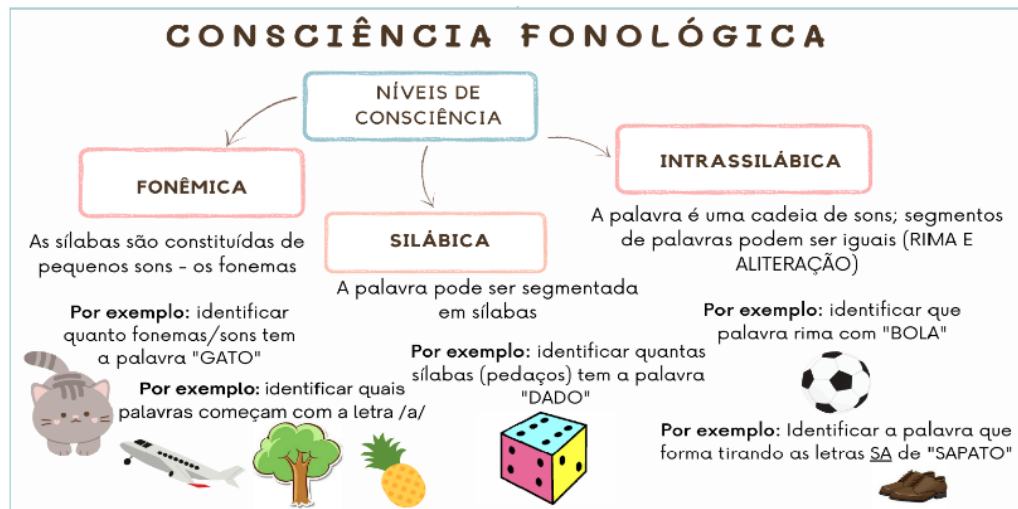 CONSCIÊNCIA FONOLÓGICA
NÍVEIS DE
CONSCIÊNCIA
FONÊMICA
As sílabas são constituídas de
pequenos sons - os fonemas
Por exemplo: identificar
quanto fonemas/sons tem
a palavra "GATO"
Por exemplo: identificar quais
palavras começam com a letra /a/
SILÁBICA
A palavra pode ser segmentada
em sílabas
Por exemplo: identificar quantas
sílabas (pedaços) tem a palavra
"DADO"
INTRASSILÁBICA
A palavra é uma cadeia de sons; segmentos
de palavras podem ser iguais (RIMA E
ALITERAÇÃO)
Por exemplo: identificar que
palavra rima com "BOLA"
Por exemplo: Identificar a palavra que
forma tirando as letras SA de "SAPATO"